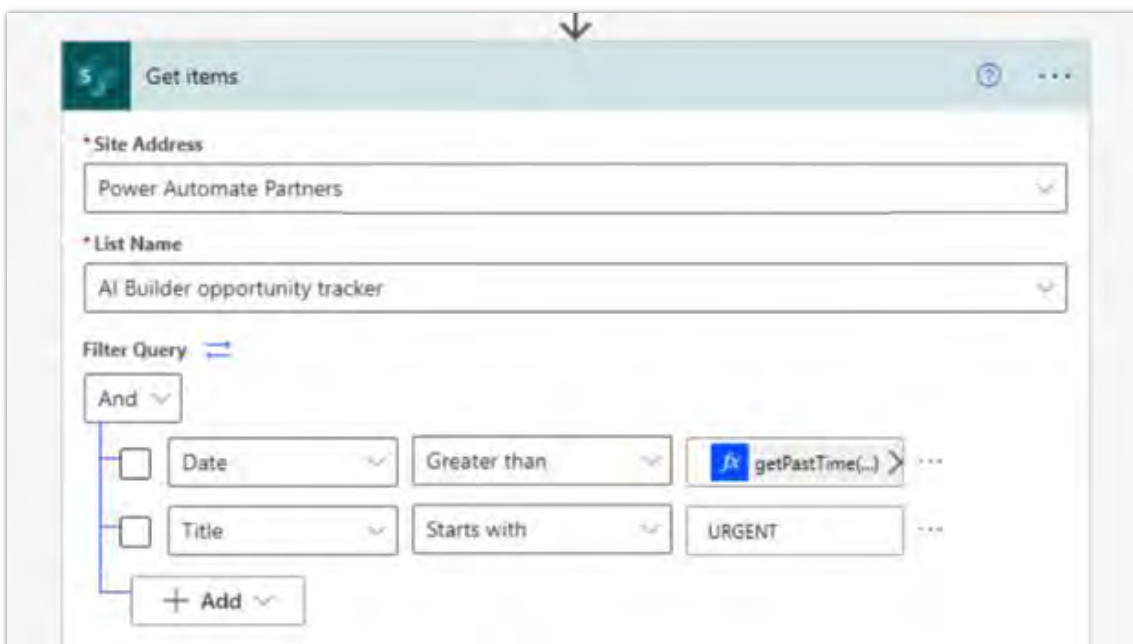 S
Get items
* Site Address
Power Automate Partners
* List Name
AI Builder opportunity tracker
Filter Query
And
Date Greater than fx getPastTime(...)
Title Starts with URGENT
+ Add